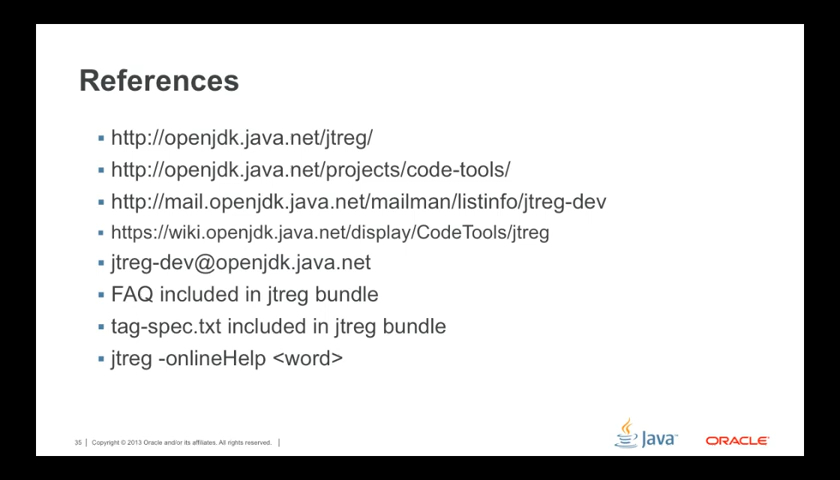 References
http://openjdk.java.net/jtreg/
http://openjdk.java.net/projects/code-tools/
http://mail.openjdk.java.net/mailman/listinfo/jtreg-dev
https://wiki.openjdk.java.net/display/CodeTools/jtreg
jtreg-dev@openjdk.java.net
FAQ included in jtreg bundle
tag-spec.txt included in jtreg bundle
jtreg -onlineHelp <word>
35 | Copyright © 2013 Oracle and/or its affiliates. All rights reserved. |
Java™
ORACLE®